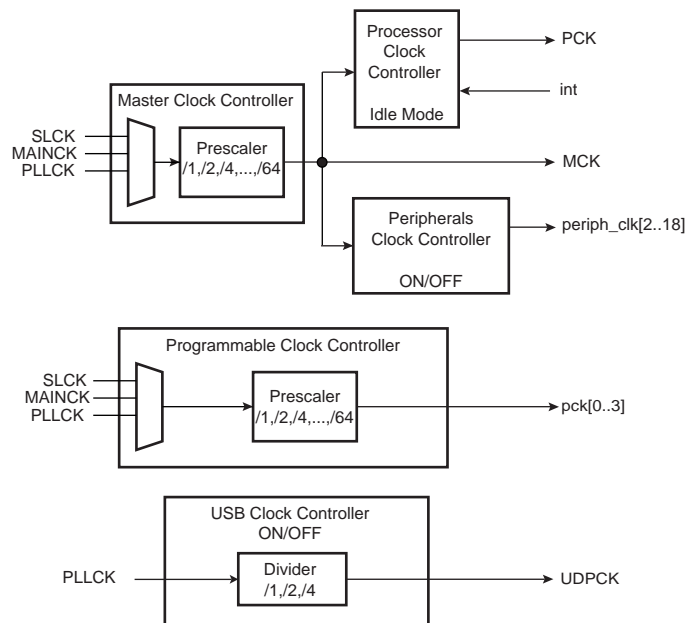 Processor
Clock
Controller
Idle Mode
PCK
int
Master Clock Controller
SLCK
MAINCK
PLLCK
Prescaler
/1,/2,/4,...,/64
MCK
Peripherals
Clock Controller
ON/OFF
periph_clk[2..18]
Programmable Clock Controller
SLCK
MAINCK
PLLCK
Prescaler
/1,/2,/4,...,/64
pck[0..3]
USB Clock Controller
ON/OFF
PLLCK
Divider
/1,/2,/4
UDPCK